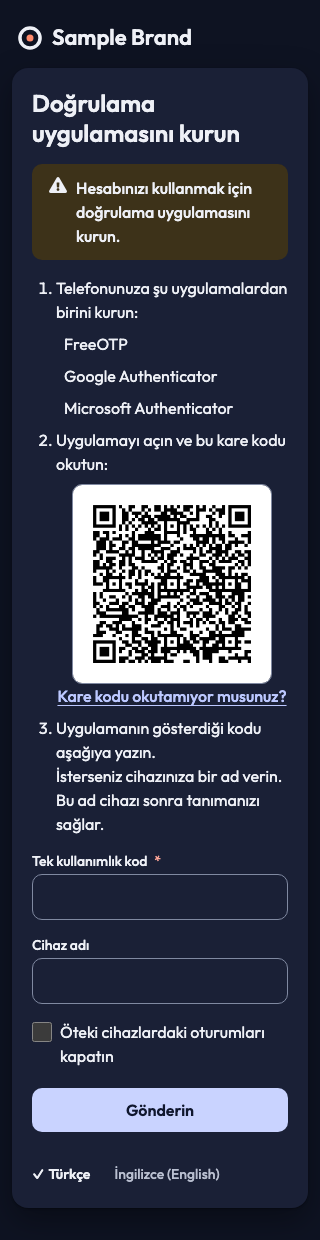 Sample Brand
Doğrulama
uygulamasını kurun
Hesabınızı kullanmak için
doğrulama uygulamasını
kurun.
1. Telefonunuza şu uygulamalardan
birini kurun:
FreeOTP
Google Authenticator
Microsoft Authenticator
2. Uygulamayı açın ve bu kare kodu
okutun:
Kare kodu okutamıyor musunuz?
3. Uygulamanın gösterdiği kodu
aşağıya yazın.
İsterseniz cihazınıza bir ad verin.
Bu ad cihazı sonra tanımanızı
sağlar.
Tek kullanımlık kod *
Cihaz adı
Öteki cihazlardaki oturumları
kapatın
Gönderin
Türkçe İngilizce (English)